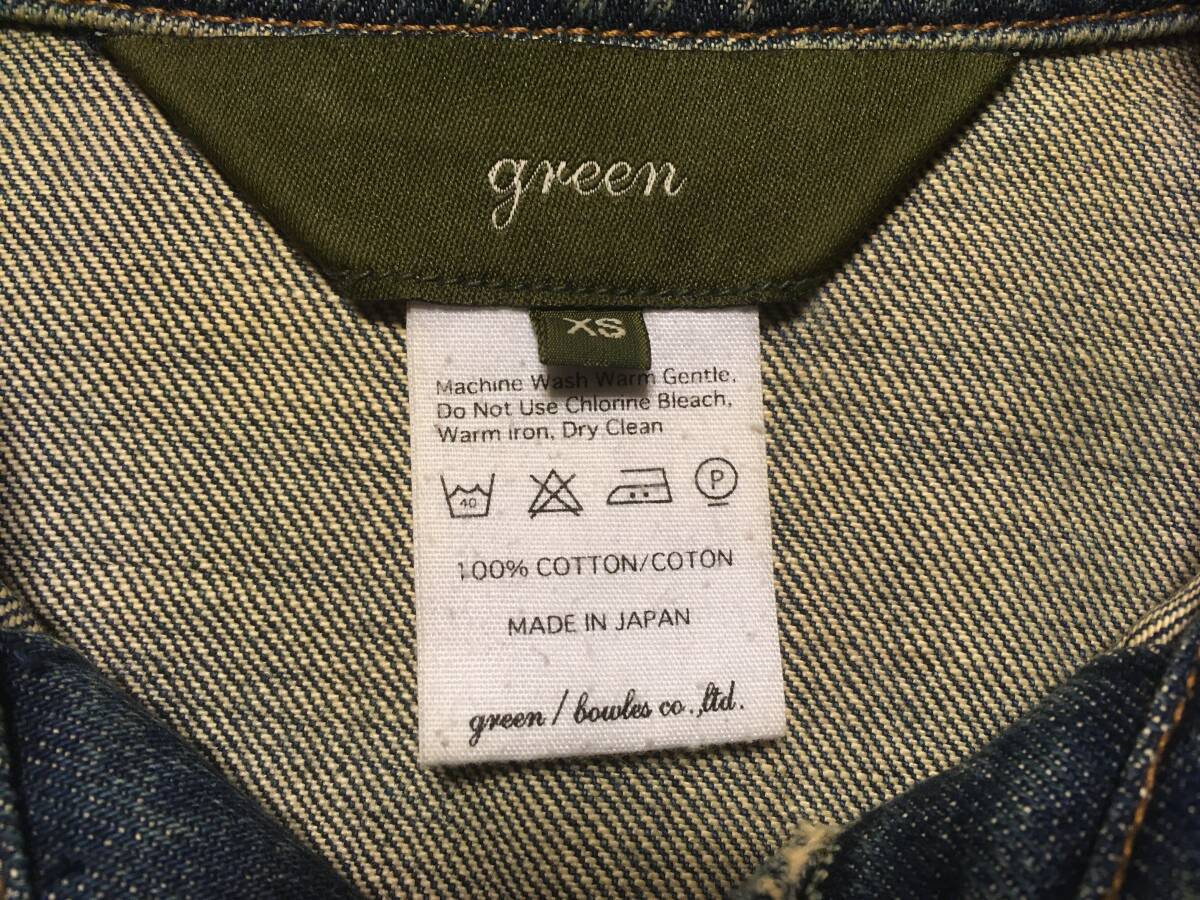 green
XS
Machine Wash Warm Gentle,
Do Not Use Chlorine Bleach,
Warm iron, Dry Clean
40 P
100% COTTON/COTON
MADE IN JAPAN
green / bowles co.,ltd.